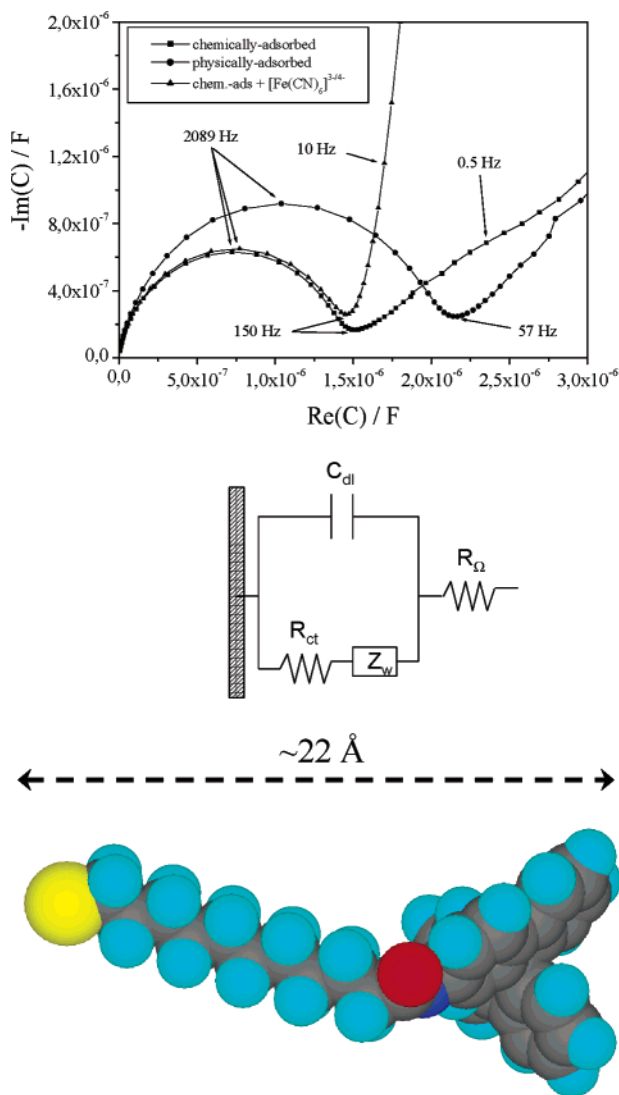 2,0x10⁻⁶
1,6x10⁻⁶
1,2x10⁻⁶
8,0x10⁻⁷
4,0x10⁻⁷
0,0
-Im(C) / F
chemically-adsorbed
physically-adsorbed
chem.-ads + [Fe(CN)₆]³⁻/⁴⁻
2089 Hz
10 Hz
0.5 Hz
150 Hz
57 Hz
0,0 5,0x10⁻⁷ 1,0x10⁻⁶ 1,5x10⁻⁶ 2,0x10⁻⁶ 2,5x10⁻⁶ 3,0x10⁻⁶
Re(C) / F
C_dl
R_Ω
R_ct
Z_w
~22 Å